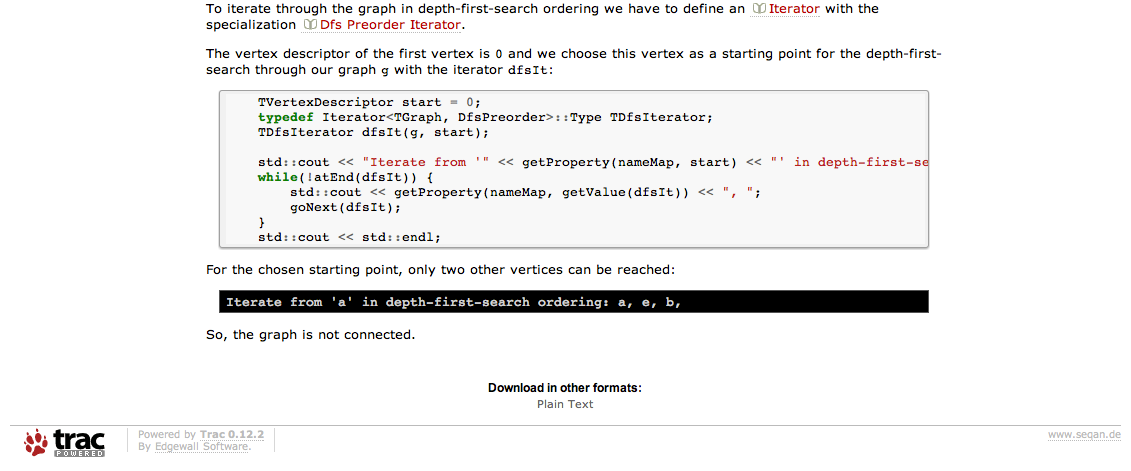 To iterate through the graph in depth-first-search ordering we have to define an Iterator with the
specialization Dfs Preorder Iterator.
The vertex descriptor of the first vertex is 0 and we choose this vertex as a starting point for the depth-first-
search through our graph g with the iterator dfsIt:
TVertexDescriptor start = 0;
typedef Iterator<TGraph, DfsPreorder>::Type TDfsIterator;
TDfsIterator dfsIt(g, start);
std::cout << "Iterate from '" << getProperty(nameMap, start) << "' in depth-first-se
while(!atEnd(dfsIt)) {
    std::cout << getProperty(nameMap, getValue(dfsIt)) << ", ";
    goNext(dfsIt);
}
std::cout << std::endl;
For the chosen starting point, only two other vertices can be reached:
Iterate from 'a' in depth-first-search ordering: a, e, b,
So, the graph is not connected.
Download in other formats:
Plain Text
trac
POWERED
Powered by Trac 0.12.2
By Edgewall Software.
www.seqan.de